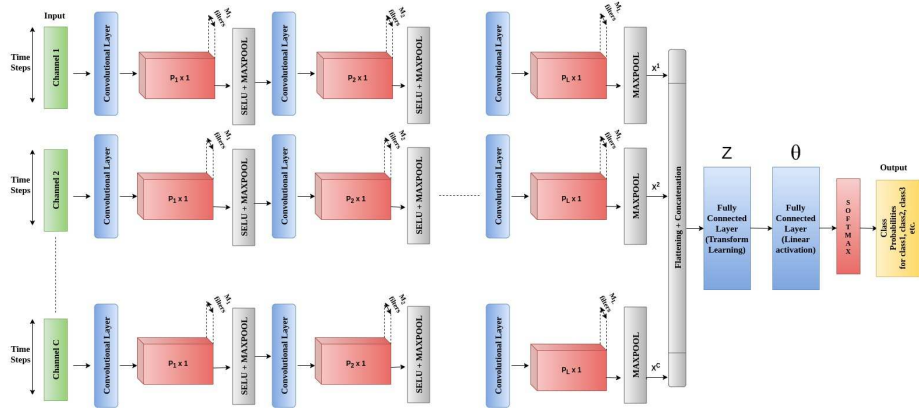 Input
Time
Steps
Channel 1
Convolutional Layer
P1 x 1
M1
filters
SELU + MAXPOOL
Convolutional Layer
P2 x 1
M2
filters
SELU + MAXPOOL
Convolutional Layer
PL x 1
ML
filters
MAXPOOL
X1
Time
Steps
Channel 2
Convolutional Layer
P1 x 1
M1
filters
SELU + MAXPOOL
Convolutional Layer
P2 x 1
M2
filters
SELU + MAXPOOL
Convolutional Layer
PL x 1
ML
filters
MAXPOOL
X2
Time
Steps
Channel C
Convolutional Layer
P1 x 1
M1
filters
SELU + MAXPOOL
Convolutional Layer
P2 x 1
M2
filters
SELU + MAXPOOL
Convolutional Layer
PL x 1
ML
filters
MAXPOOL
XC
Flattening + Concatenation
Z
Fully
Connected
Layer
(Transform
Learning)
θ
Fully
Connected
Layer
(Linear
activation)
SOFTMAX
Output
Class
Probabilities
for class1, class2, class3
etc.